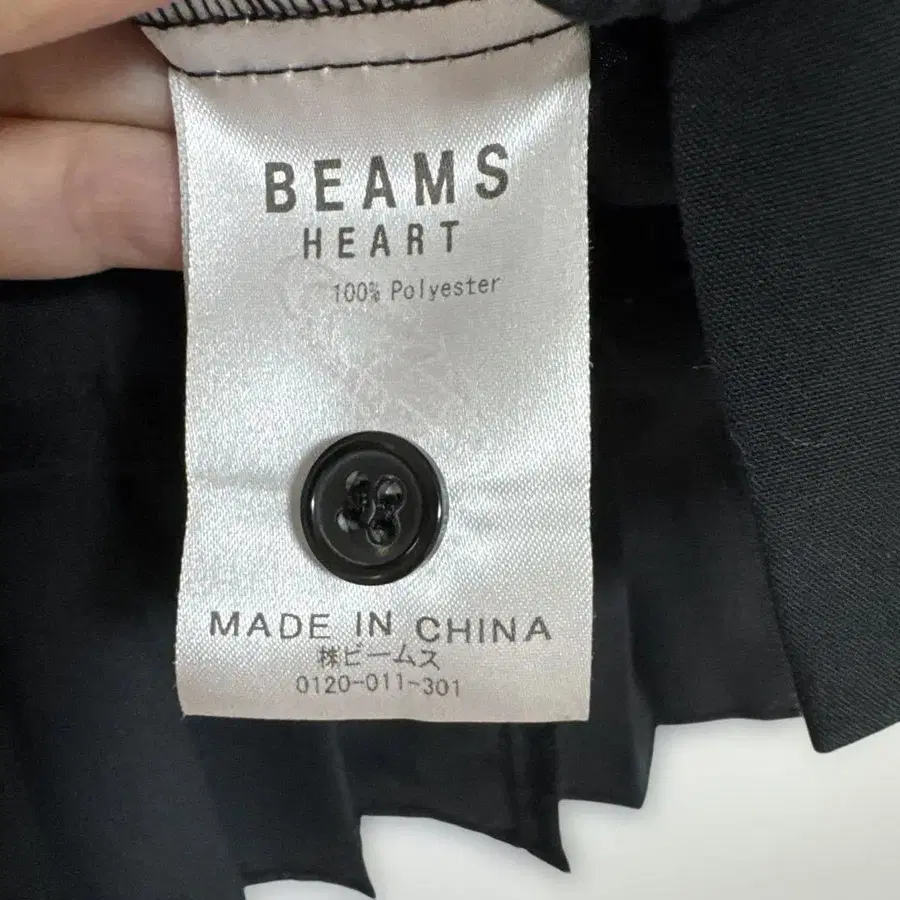 BEAMS
HEART
100% Polyester
MADE IN CHINA
株ビームス
0120-011-301